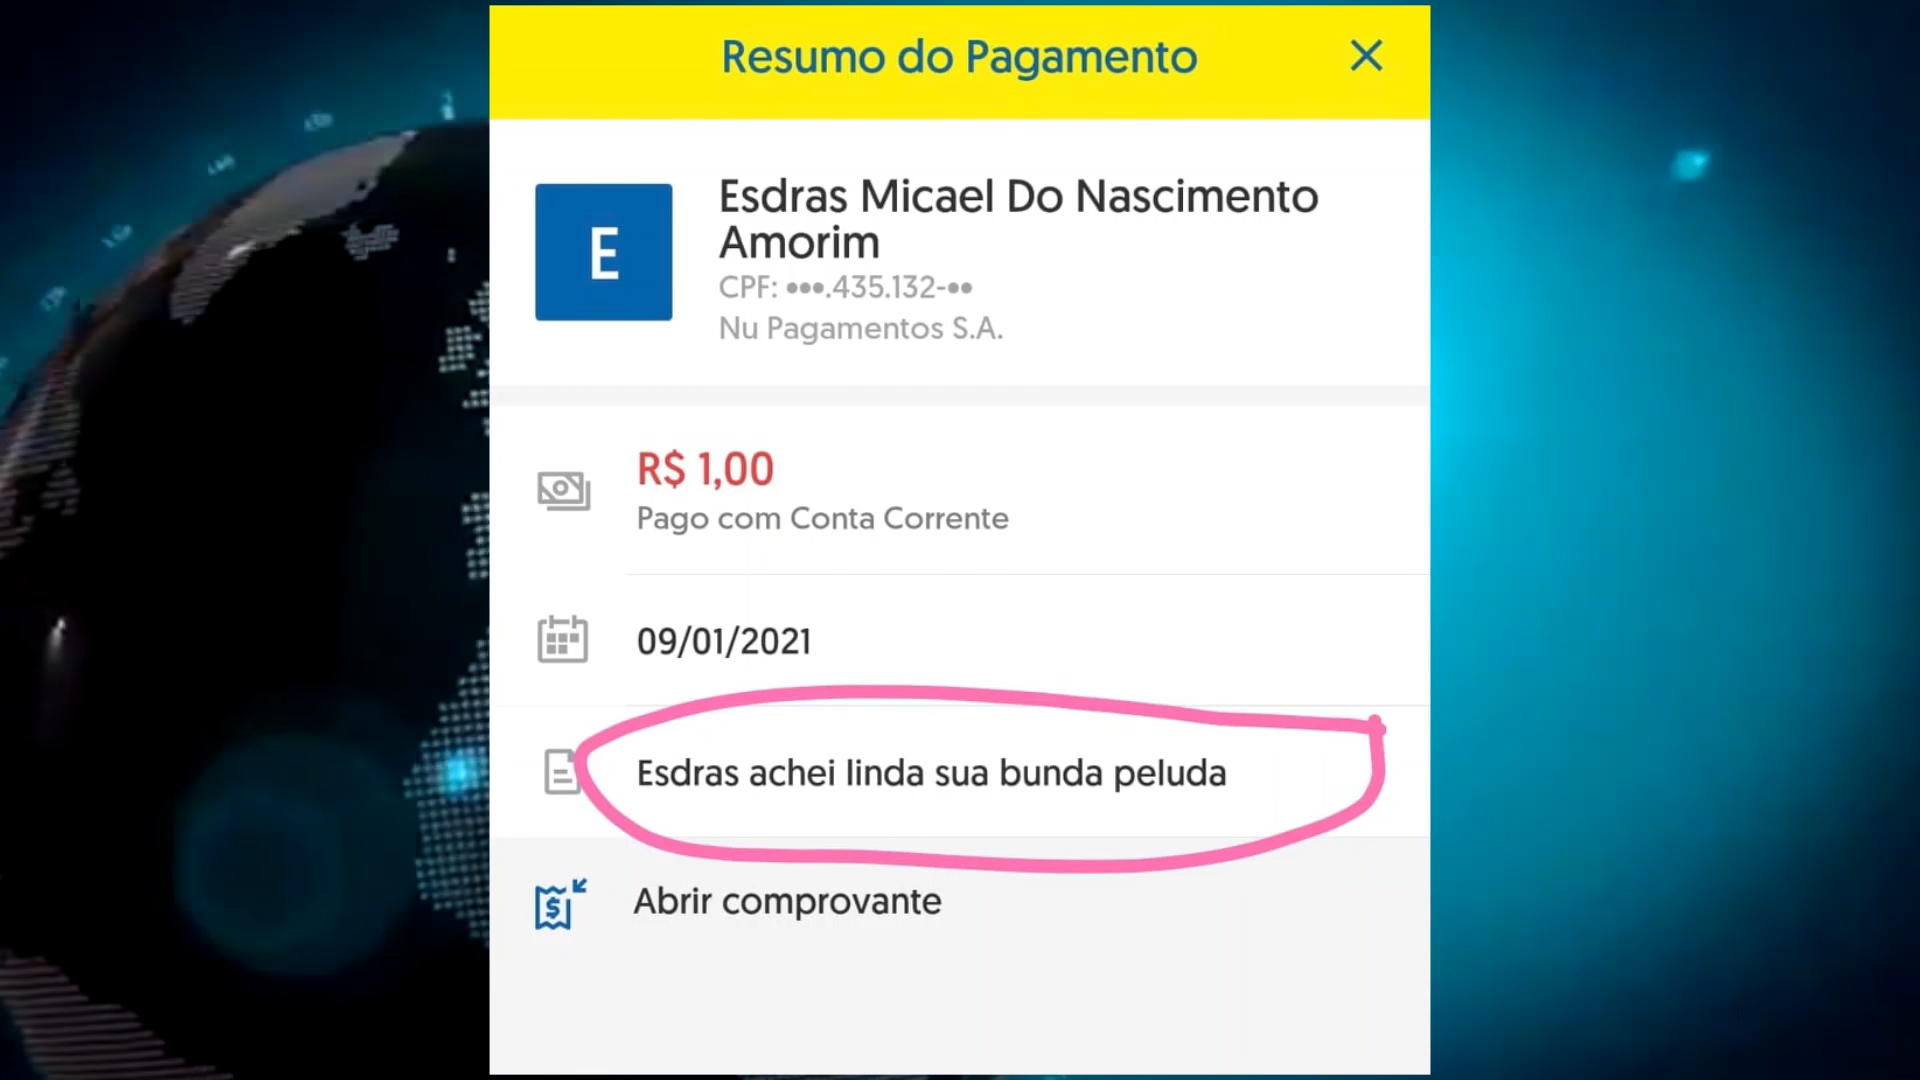 Resumo do Pagamento
E
Esdras Micael Do Nascimento
Amorim
CPF: •••.435.132-••
Nu Pagamentos S.A.
R$ 1,00
Pago com Conta Corrente
09/01/2021
Esdras achei linda sua bunda peluda
Abrir comprovante